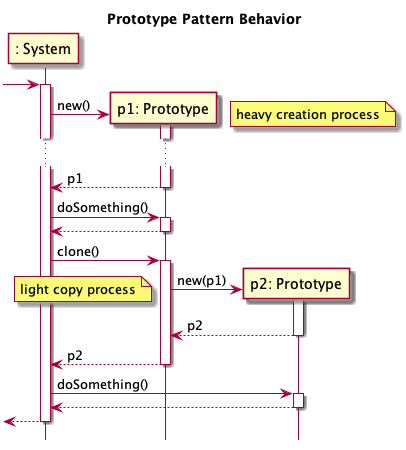 Prototype Pattern Behavior
: System
new()
p1: Prototype
heavy creation process
p1
doSomething()
clone()
light copy process
new(p1)
p2: Prototype
p2
p2
doSomething()